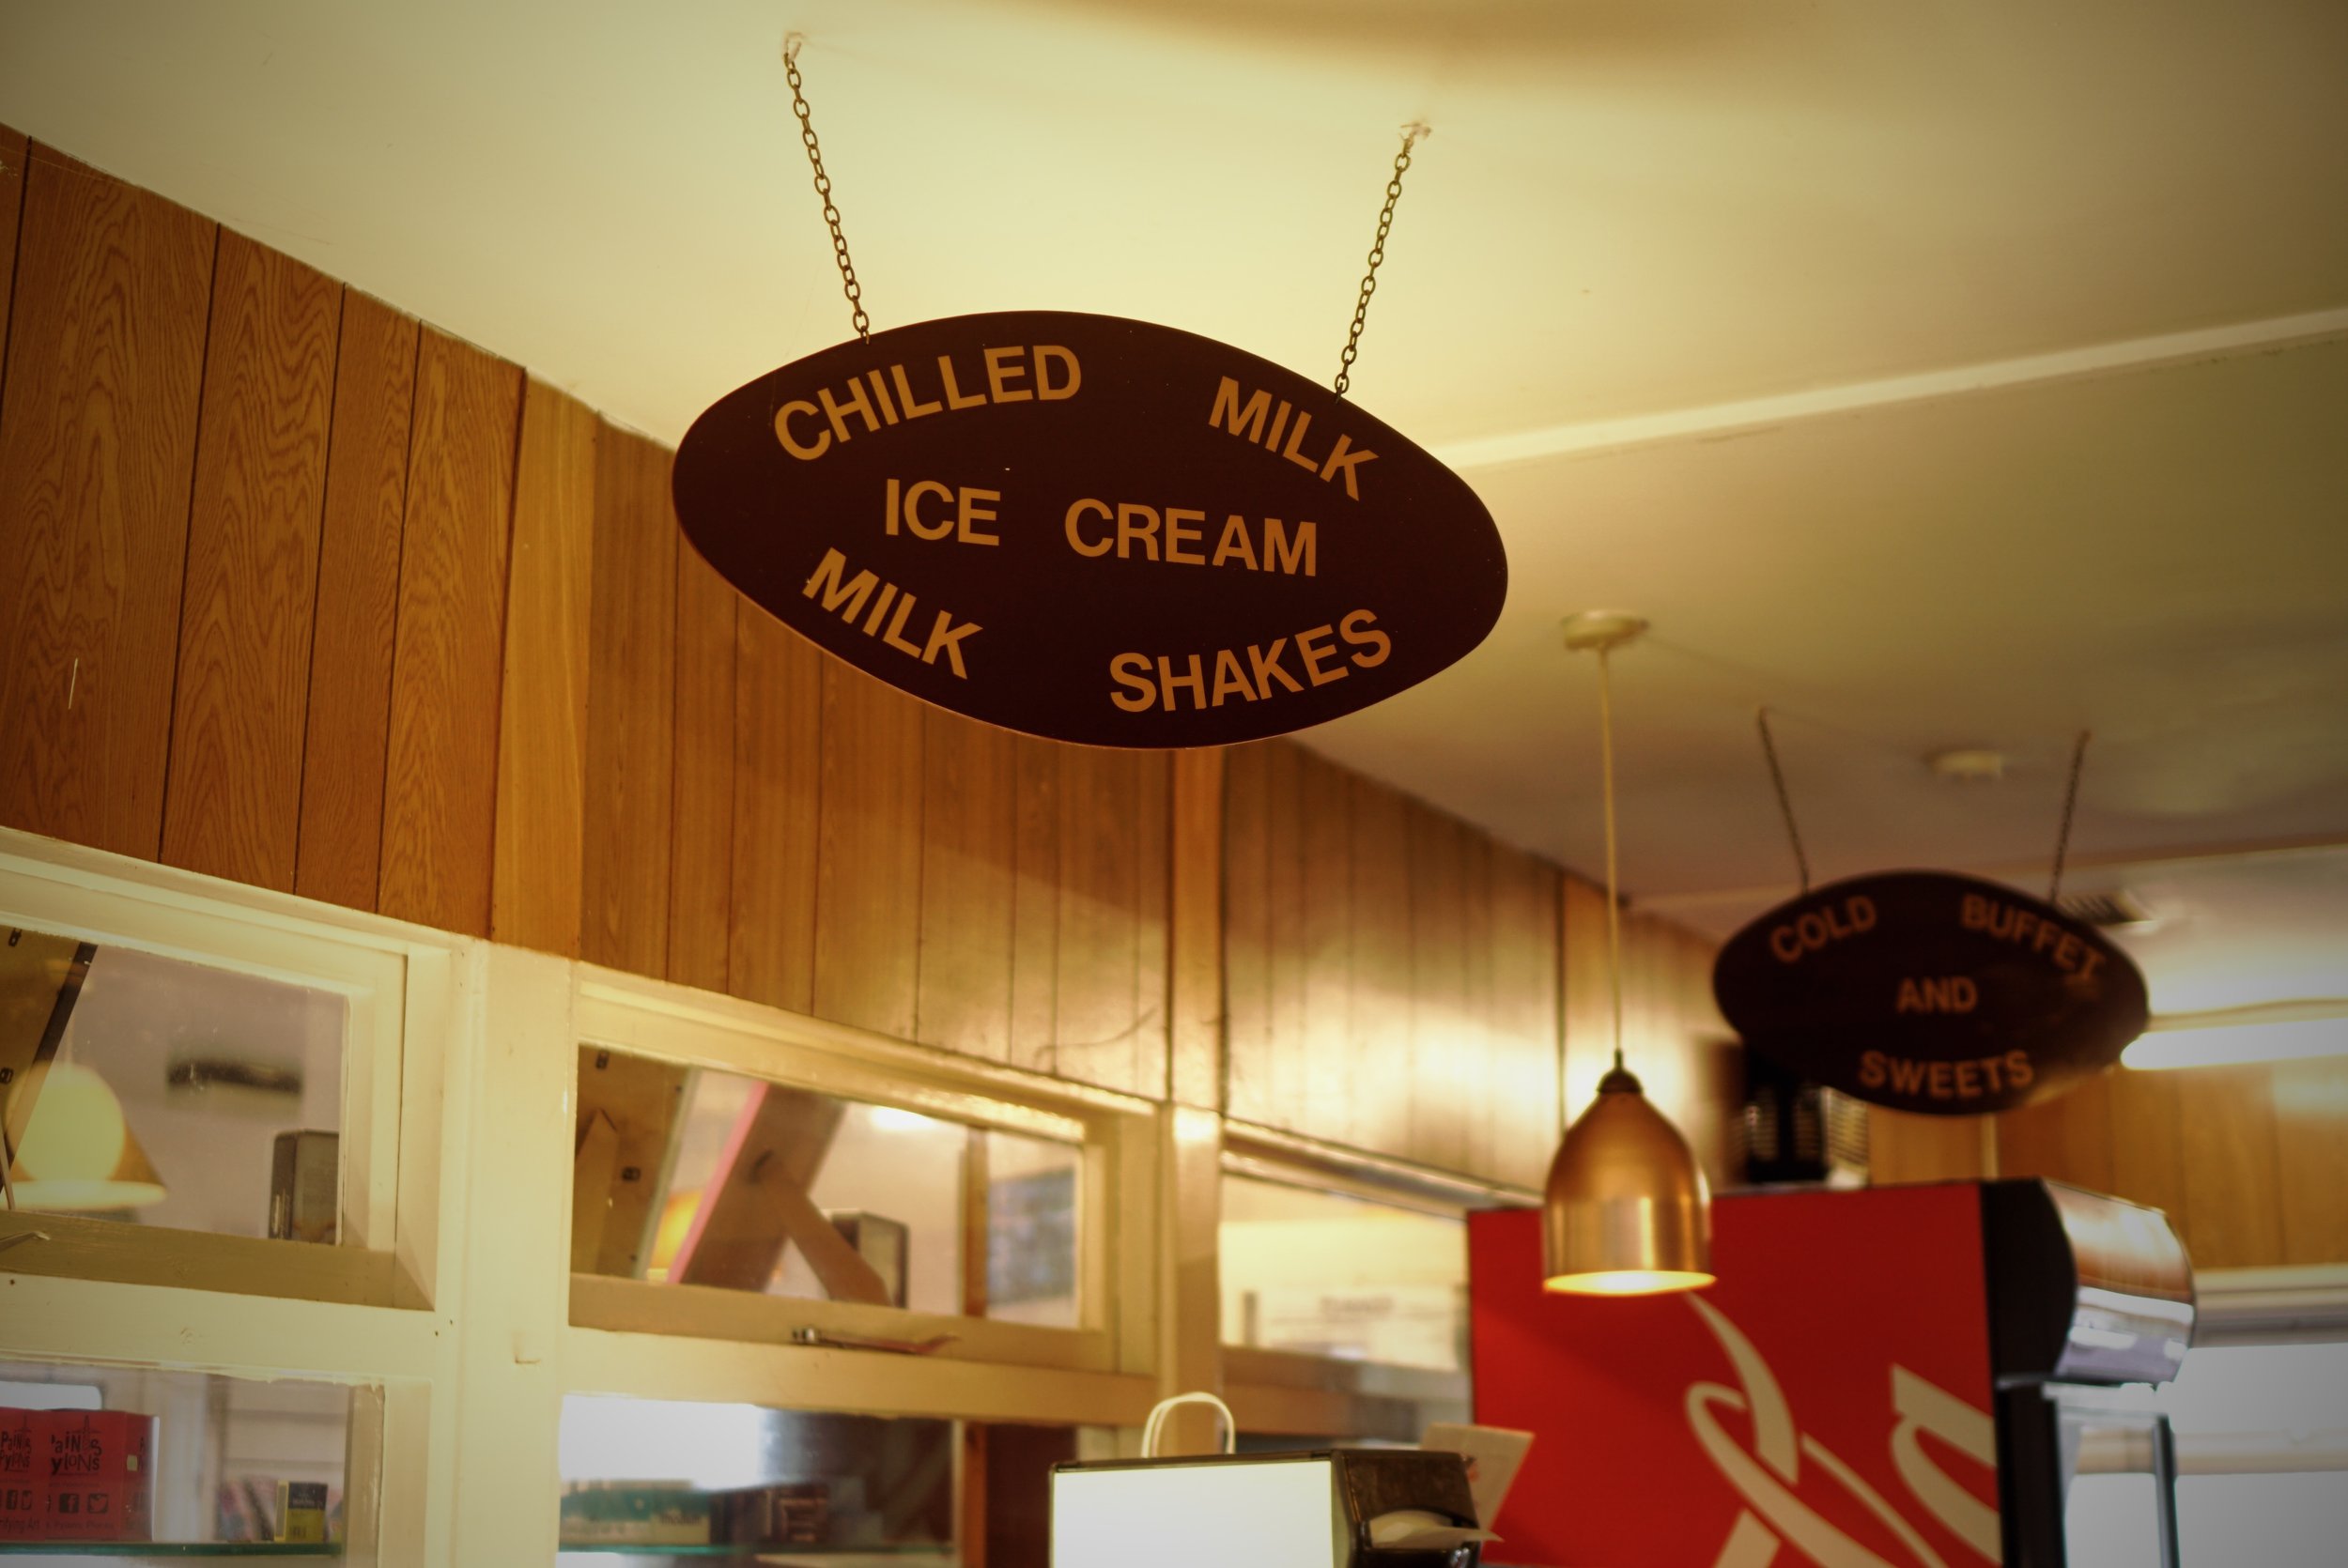 CHILLED MILK
ICE CREAM
MILK SHAKES
COLD BUFFET
AND
SWEETS